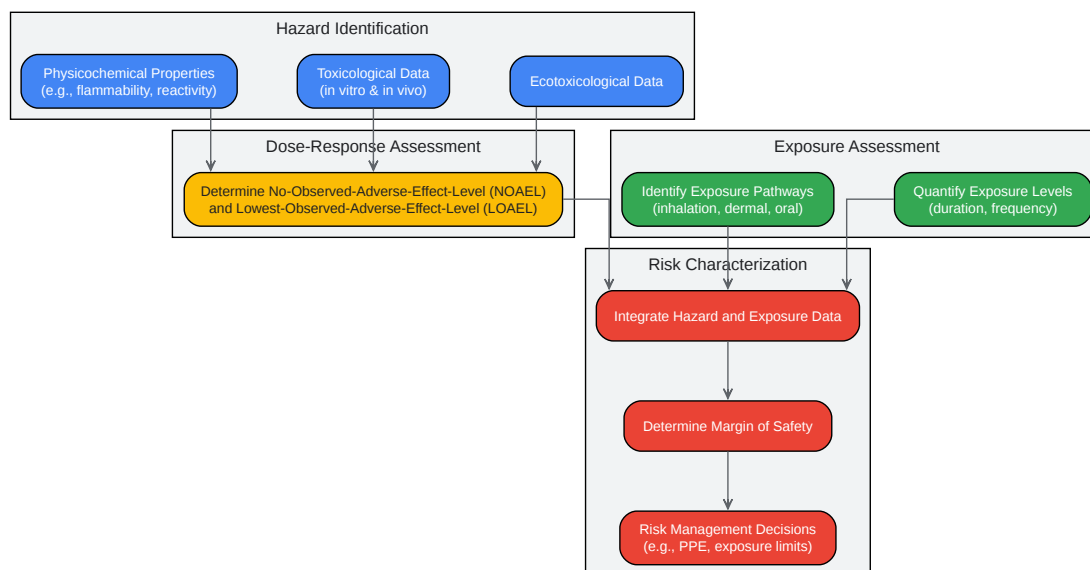 Hazard Identification
Physicochemical Properties
(e.g., flammability, reactivity)
Toxicological Data
(in vitro & in vivo)
Ecotoxicological Data
Dose-Response Assessment
Determine No-Observed-Adverse-Effect-Level (NOAEL)
and Lowest-Observed-Adverse-Effect-Level (LOAEL)
Exposure Assessment
Identify Exposure Pathways
(inhalation, dermal, oral)
Quantify Exposure Levels
(duration, frequency)
Risk Characterization
Integrate Hazard and Exposure Data
Determine Margin of Safety
Risk Management Decisions
(e.g., PPE, exposure limits)